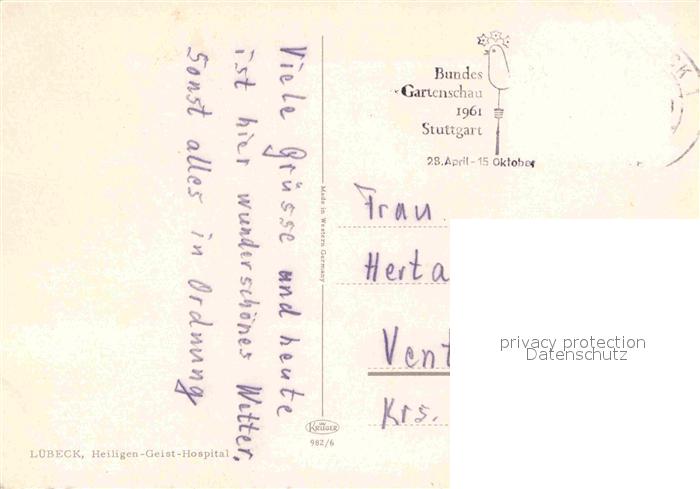 Bundes
Gartenschau
1961
Stuttgart
28.April-15 Oktober
CK
Viele Grüsse und heute
ist hier wunderschönes Wetter.
Sonst alles in Ordnung
Made in Western Germany
Frau
Herta
Vent
Krs.
privacy protection
Datenschutz
KRÜGER
982/6
LÜBECK, Heiligen-Geist-Hospital